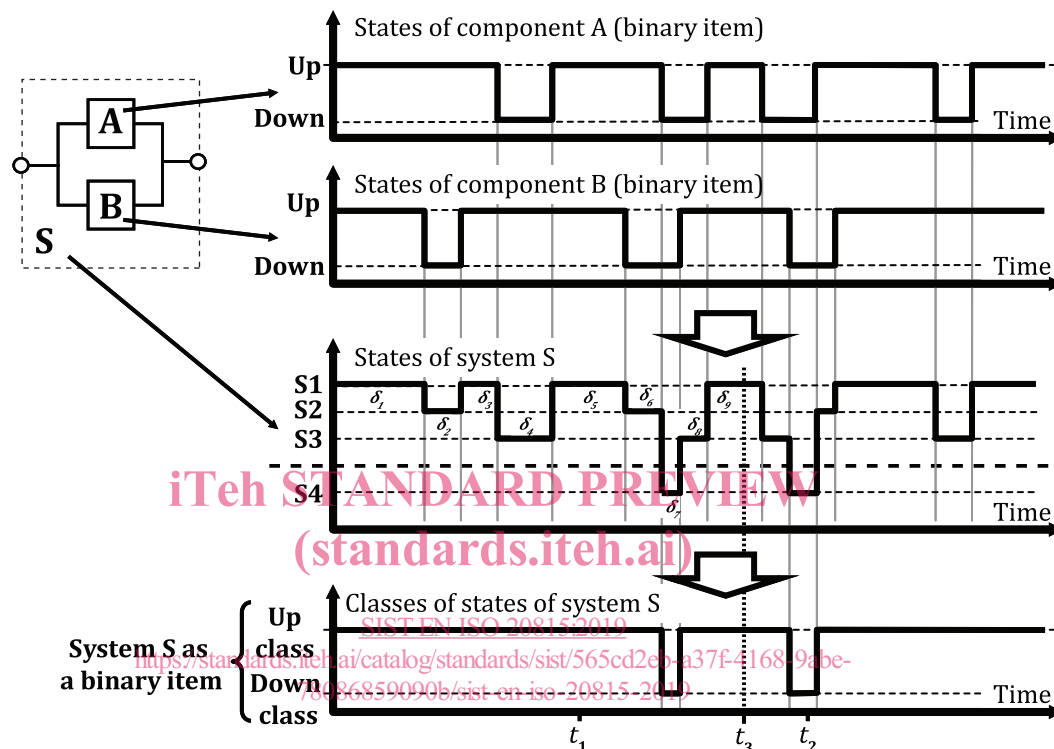 States of component A (binary item)
Up
Down
Time
A
B
S
States of component B (binary item)
Up
Down
Time
States of system S
S1
S2
S3
S4
δ1
δ2
δ3
δ4
δ5
δ6
δ7
δ8
δ9
Time
iTeh STANDARD PREVIEW
(standards.iteh.ai)
Classes of states of system S
Up
class
Down
class
System S as
a binary item
SIST EN ISO 20815:2019
https://standards.iteh.ai/catalog/standards/sist/565cd2eb-a37f-4168-9abe-
78086859090b/sist-en-iso-20815-2019
Time
t1
t3
t2